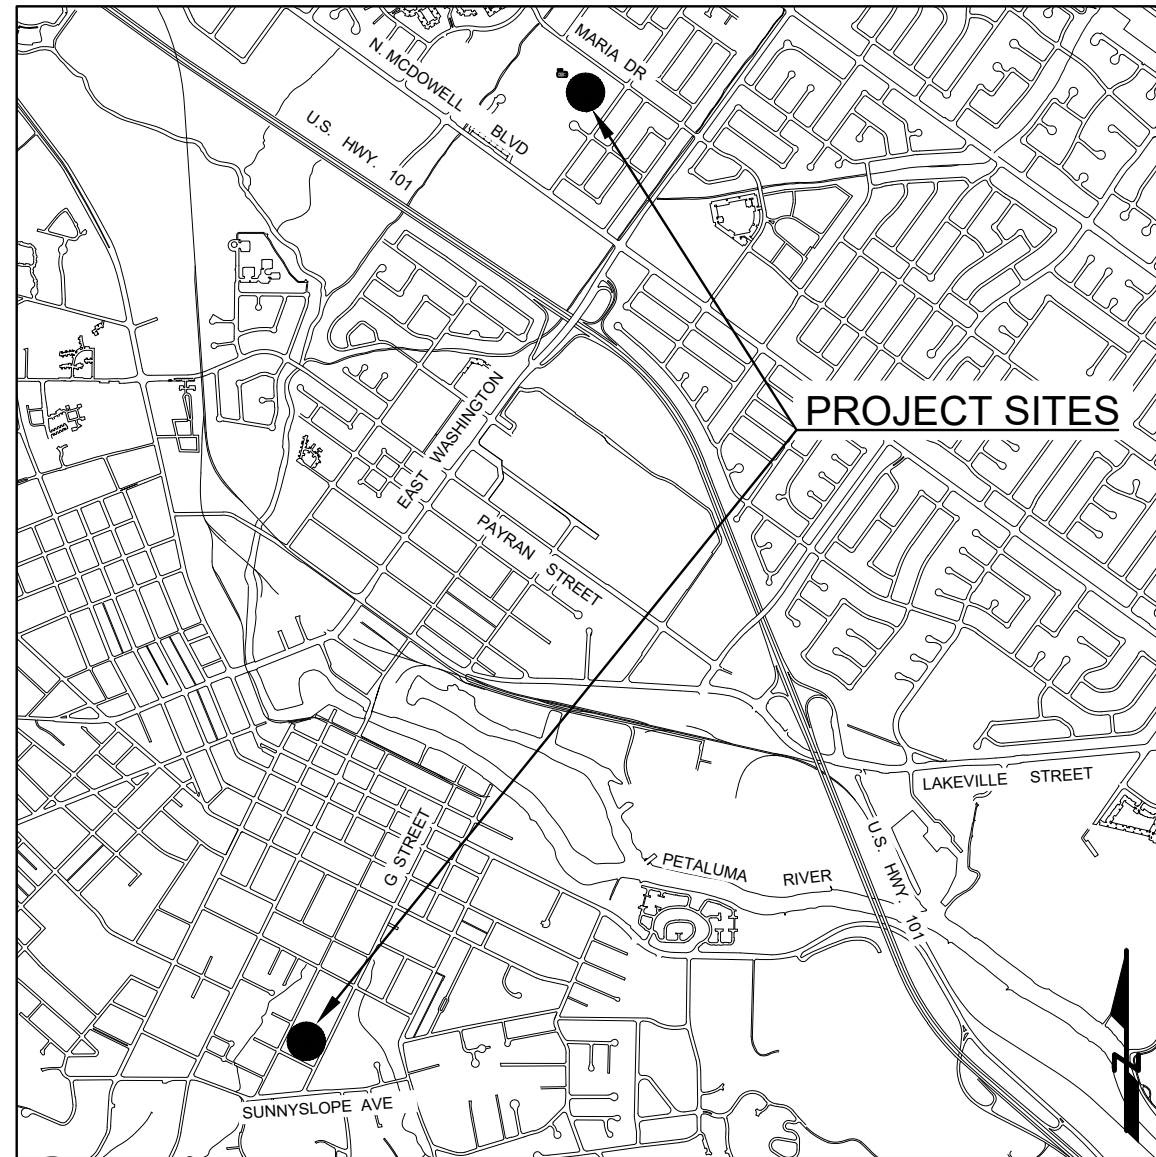 MARIA DR
N. MCDOWELL BLVD
U.S. HWY. 101
PROJECT SITES
EAST WASHINGTON
PAYRAN STREET
LAKEVILLE STREET
G STREET
U.S. HWY. 101
PETALUMA RIVER
SUNNYSLOPE AVE
Z